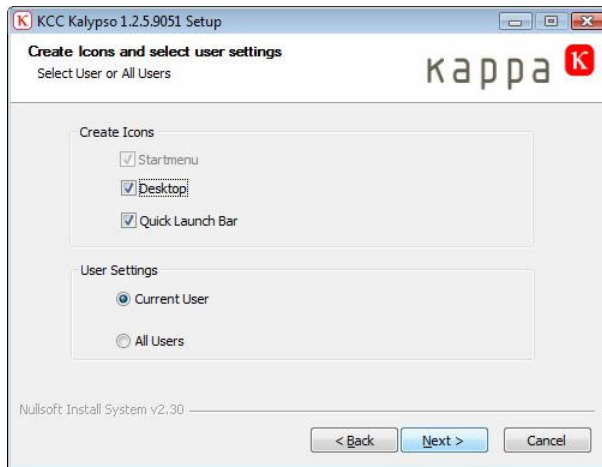 KCC Kalypso 1.2.5.9051 Setup
Create Icons and select user settings
Select User or All Users
kappa K
Create Icons
Startmenu
Desktop
Quick Launch Bar
User Settings
Current User
All Users
Nullsoft Install System v2.30
< Back Next > Cancel